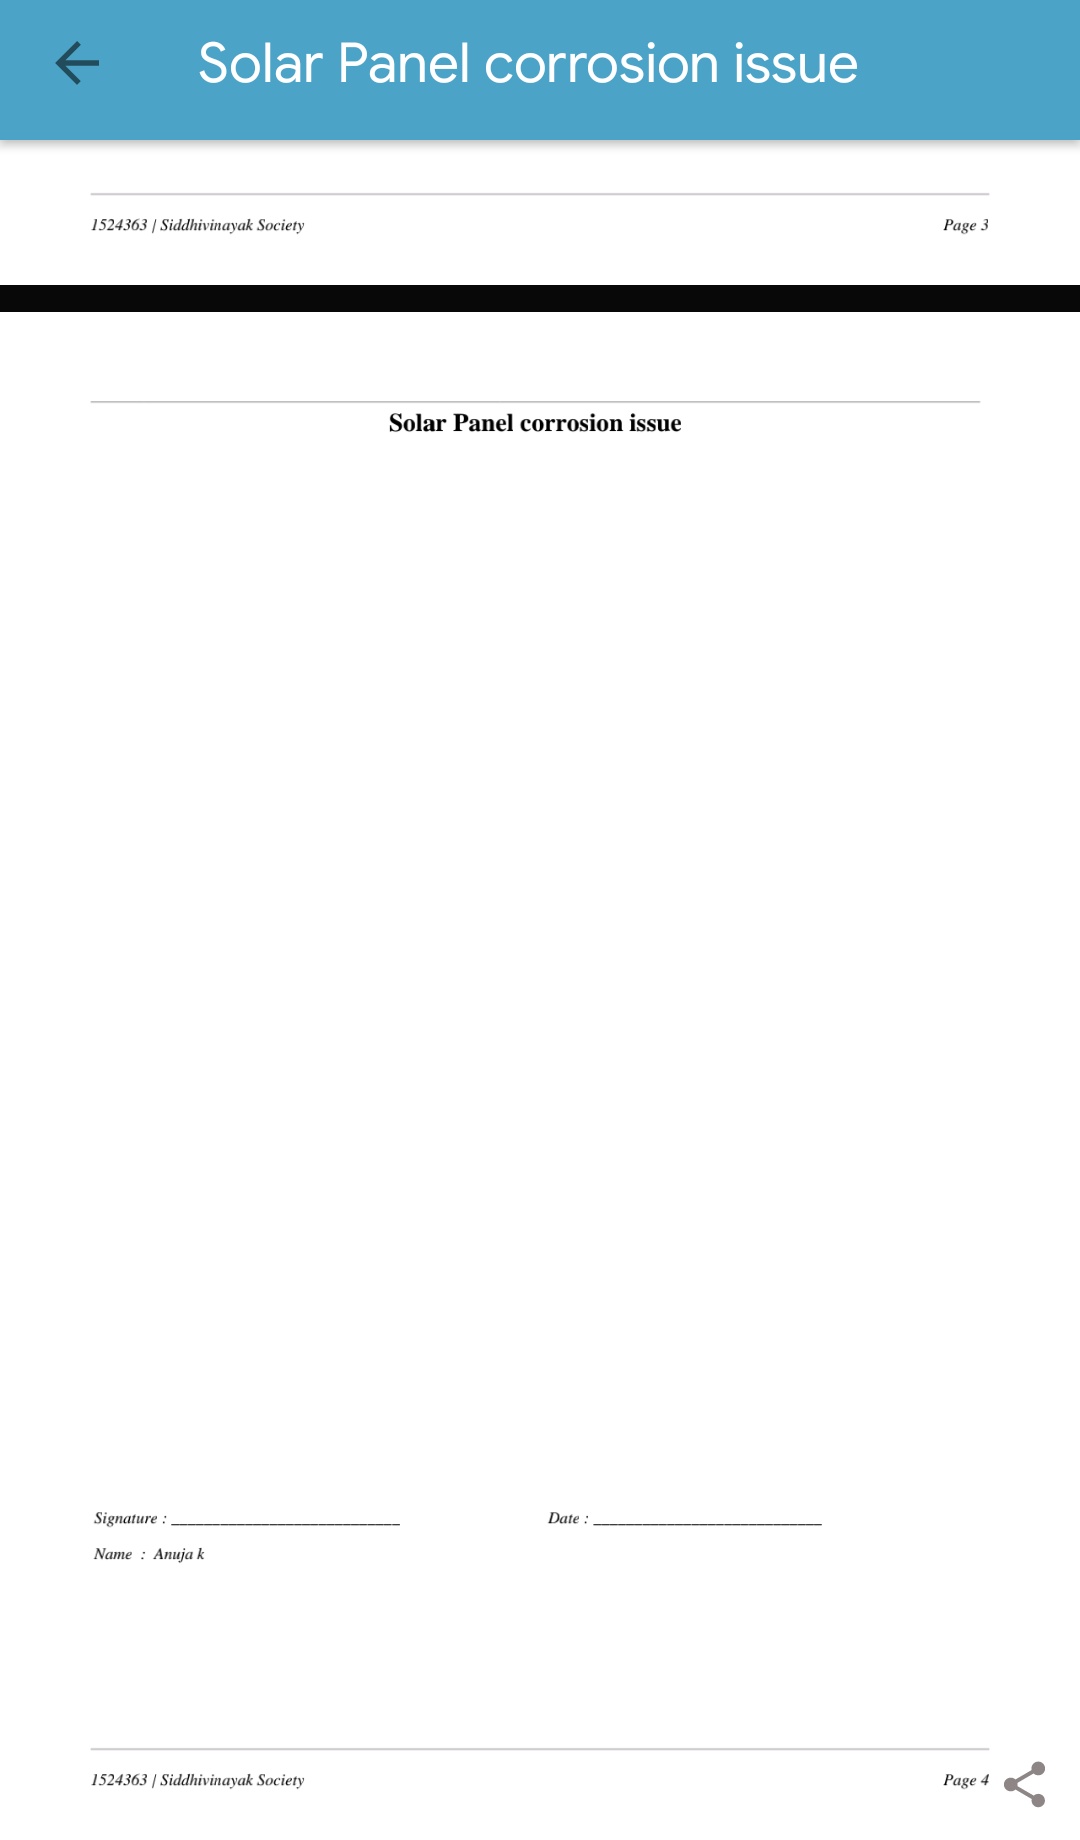 Solar Panel corrosion issue
1524363 | Siddhivinayak Society Page 3
Solar Panel corrosion issue
Signature : ___________________________ Date : ___________________________
Name : Anuja k
1524363 | Siddhivinayak Society Page 4